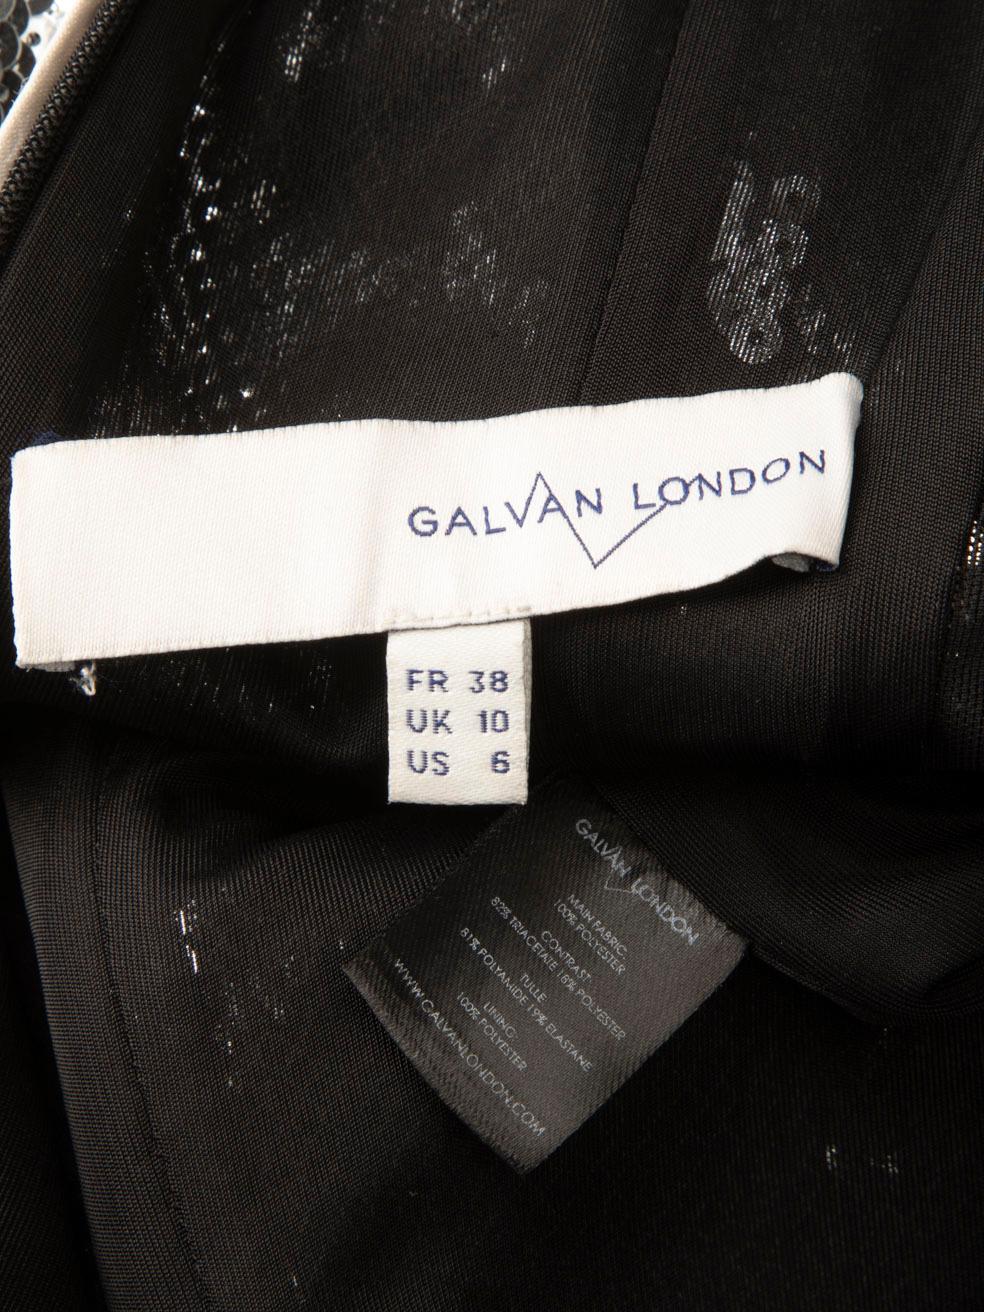 GALVAN LONDON
FR 38
UK 10
US 6
GALVAN LONDON
MAIN FABRIC:
100% POLYESTER
CONTRAST:
82% TRIACETATE 18% POLYESTER
TULLE
81% POLYAMIDE 19% ELASTANE
LINING:
100% POLYESTER
WWW.GALVANLONDON.COM